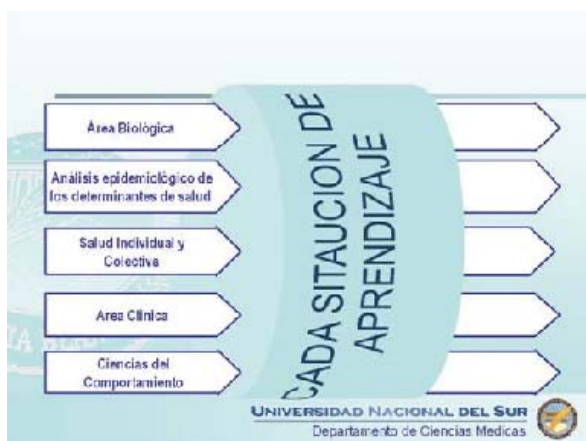 Área Biológica
Análisis epidemiológico de
los determinantes de salud
Salud Individual y
Colectiva
Area Clínica
Ciencias del
Comportamiento
CADA SITAUCION DE
APRENDIZAJE
UNIVERSIDAD NACIONAL DEL SUR
Departamento de Ciencias Medicas